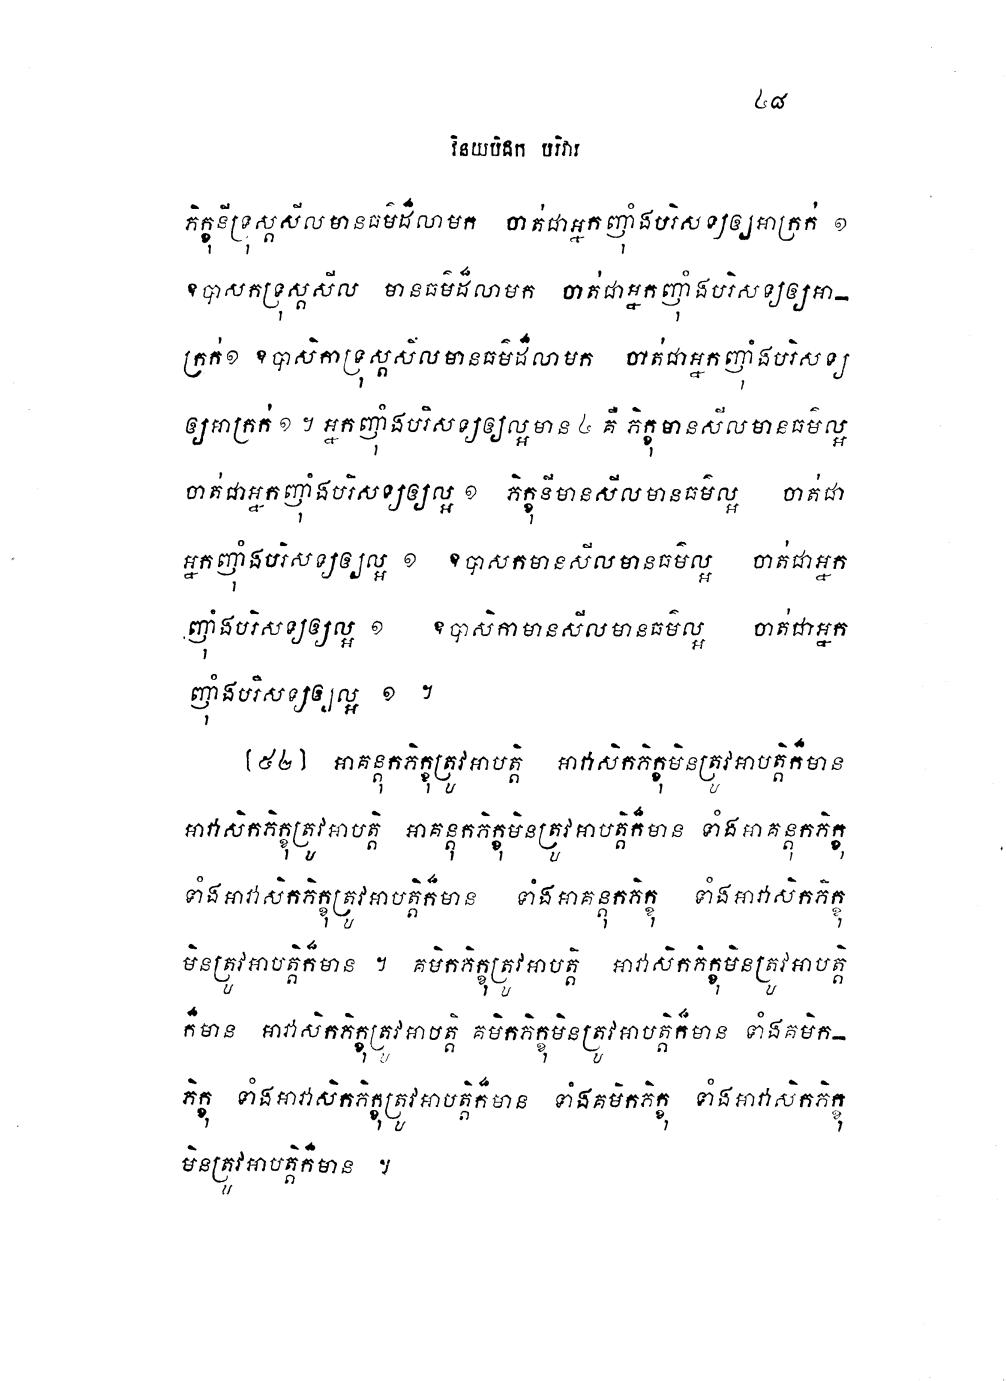 ៤៨
វិនយបិដក បរិវារ
ភិក្ខុនីទ្រុស្តសីលមានធម៌ដ៏លាមក ចាត់ជាអ្នកញុំាងបរិសទ្យឲ្យអាក្រក់ ១
ឧបាសកទ្រុស្តសីល មានធម៌ដ៏លាមក ចាត់ជាអ្នកញុំាងបរិសទ្យឲ្យអា-
ក្រក់១ ឧបាសិកាទ្រុស្តសីលមានធម៌ដ៏លាមក ចាត់ជាអ្នកញុំាងបរិសទ្យ
ឲ្យអាក្រក់ ១ ។ អ្នកញុំាងបរិសទ្យឲ្យល្អមាន ៤ គឺ ភិក្ខុមានសីលមានធម៌ល្អ
ចាត់ជាអ្នកញុំាងបរិសទ្យឲ្យល្អ ១ ភិក្ខុនីមានសីលមានធម៌ល្អ ចាត់ជា
អ្នកញុំាងបរិសទ្យឲ្យល្អ ១ ឧបាសកមានសីលមានធម៌ល្អ ចាត់ជាអ្នក
ញុំាងបរិសទ្យឲ្យល្អ ១ ឧបាសិកាមានសីលមានធម៌ល្អ ចាត់ជាអ្នក
ញុំាងបរិសទ្យឲ្យល្អ ១ ។
[៥៤] អាគន្តុកភិក្ខុត្រូវអាបត្តិ អាវាសិកភិក្ខុមិនត្រូវអាបត្តិក៏មាន
អាវាសិកភិក្ខុត្រូវអាបត្តិ អាគន្តុកភិក្ខុមិនត្រូវអាបត្តិក៏មាន ទាំងអាគន្តុកភិក្ខុ
ទាំងអាវាសិកភិក្ខុត្រូវអាបត្តិក៏មាន ទាំងអាគន្តុកភិក្ខុ ទាំងអាវាសិកភិក្ខុ
មិនត្រូវអាបត្តិក៏មាន ។ គមិកភិក្ខុត្រូវអាបត្តិ អាវាសិកភិក្ខុមិនត្រូវអាបត្តិ
ក៏មាន អាវាសិកភិក្ខុត្រូវអាបត្តិ គមិកភិក្ខុមិនត្រូវអាបត្តិក៏មាន ទាំងគមិក-
ភិក្ខុ ទាំងអាវាសិកភិក្ខុត្រូវអាបត្តិក៏មាន ទាំងគមិកភិក្ខុ ទាំងអាវាសិកភិក្ខុ
មិនត្រូវអាបត្តិក៏មាន ។